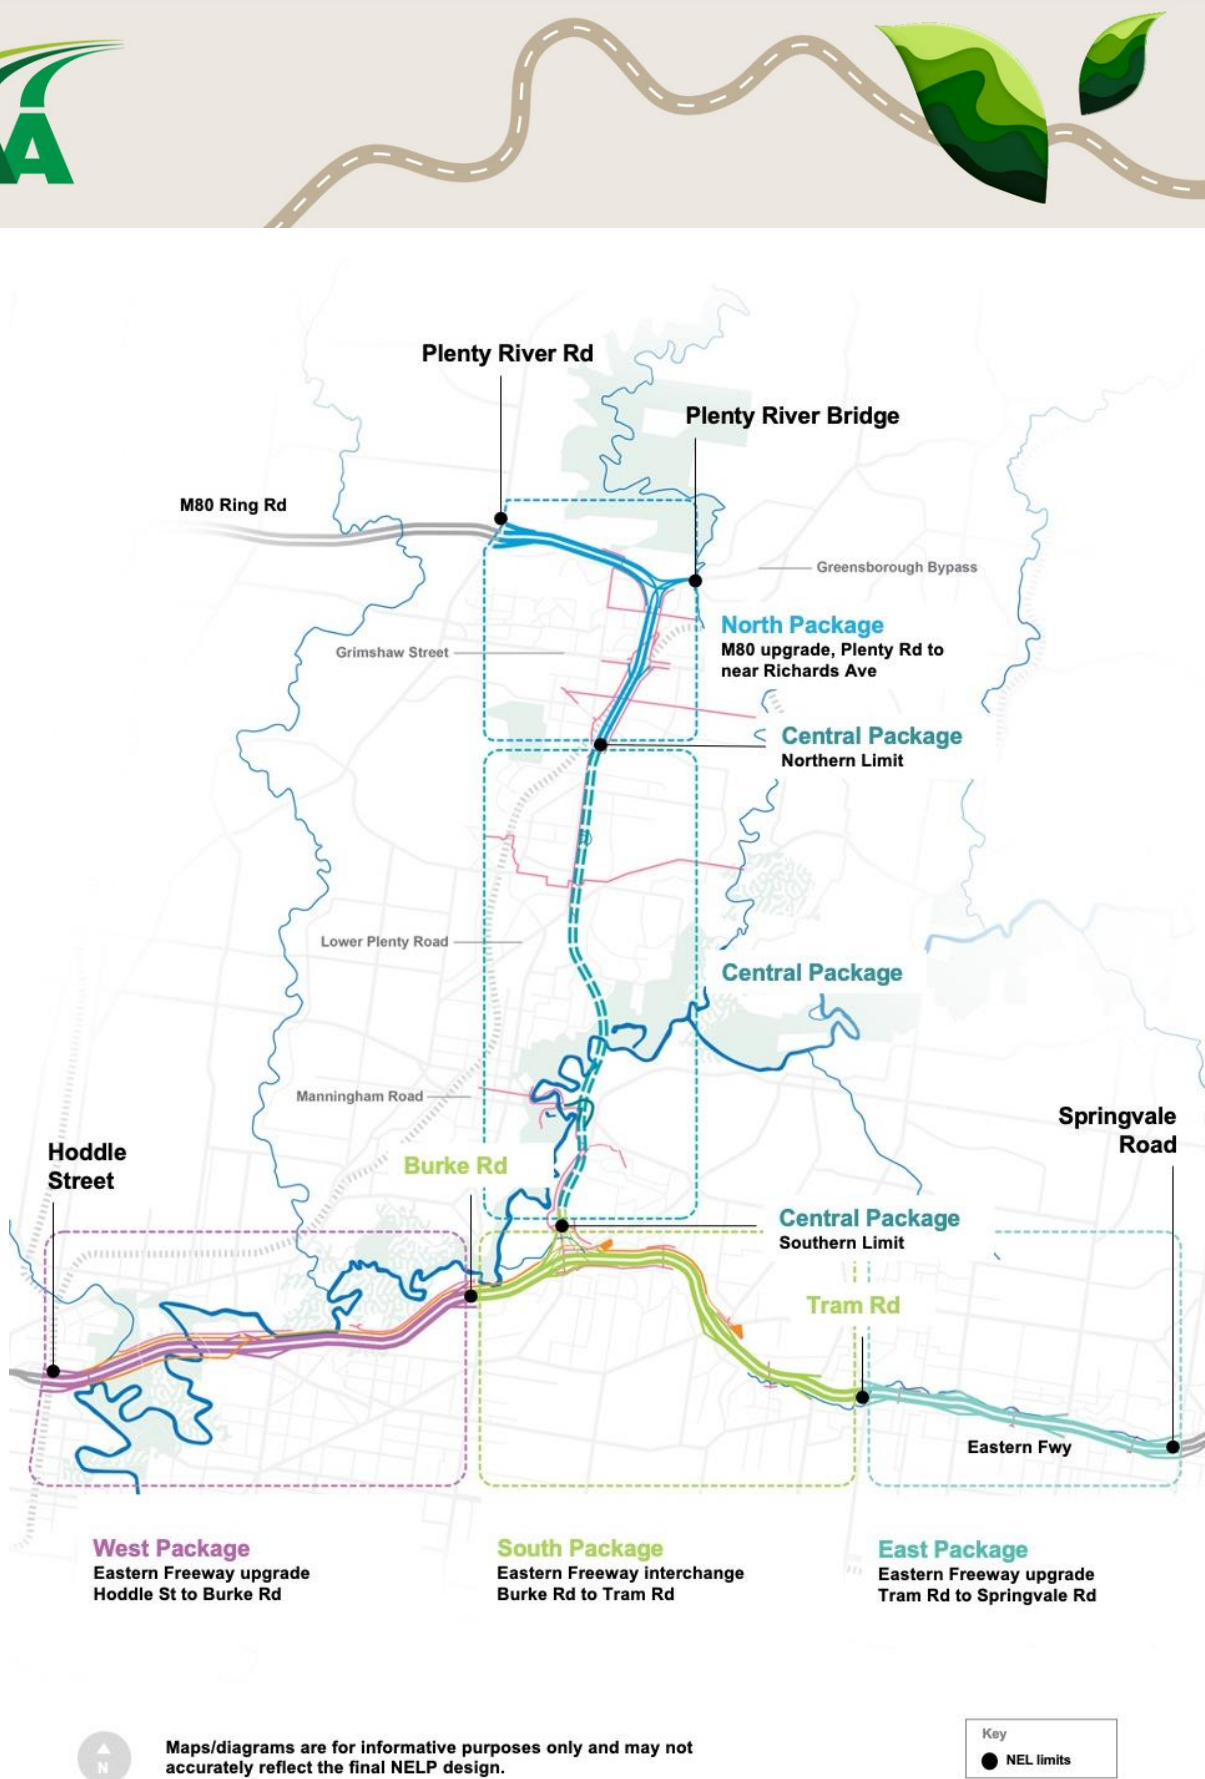 A
Plenty River Rd
Plenty River Bridge
M80 Ring Rd
Greensborough Bypass
North Package
M80 upgrade, Plenty Rd to
near Richards Ave
Grimshaw Street
Central Package
Northern Limit
Lower Plenty Road
Central Package
Manningham Road
Springvale
Road
Hoddle
Street
Burke Rd
Central Package
Southern Limit
Tram Rd
Eastern Fwy
West Package
Eastern Freeway upgrade
Hoddle St to Burke Rd
South Package
Eastern Freeway interchange
Burke Rd to Tram Rd
East Package
Eastern Freeway upgrade
Tram Rd to Springvale Rd
N
Maps/diagrams are for informative purposes only and may not
accurately reflect the final NELP design.
Key
NEL limits